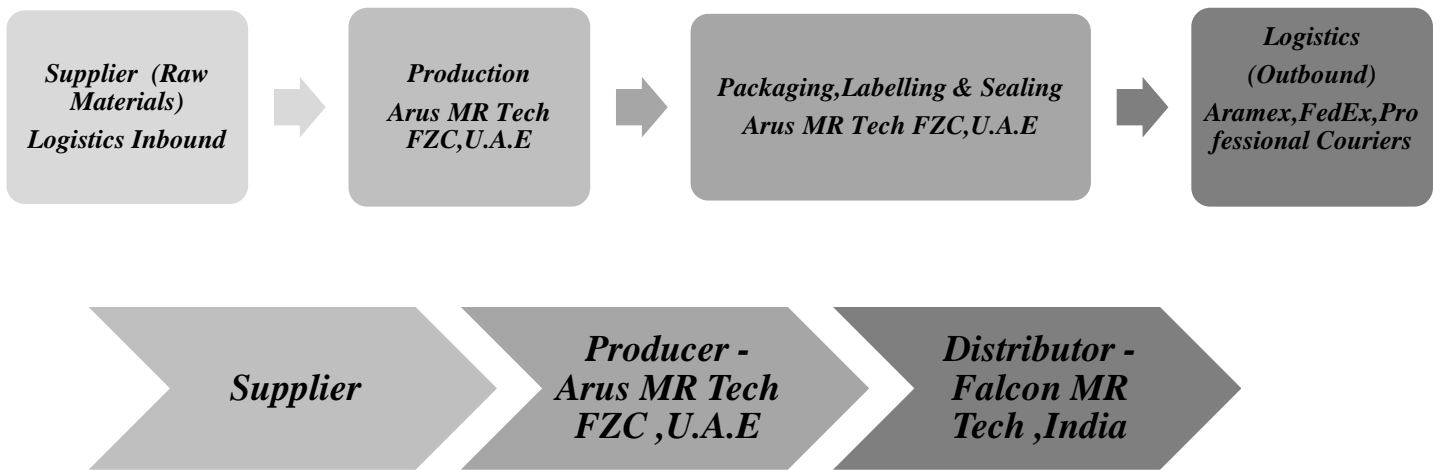 Supplier (Raw
Materials)
Logistics Inbound
Production
Arus MR Tech
FZC,U.A.E
Packaging,Labelling & Sealing
Arus MR Tech FZC,U.A.E
Logistics
(Outbound)
Aramex,FedEx,Pro
fessional Couriers
Supplier
Producer -
Arus MR Tech
FZC ,U.A.E
Distributor -
Falcon MR
Tech ,India